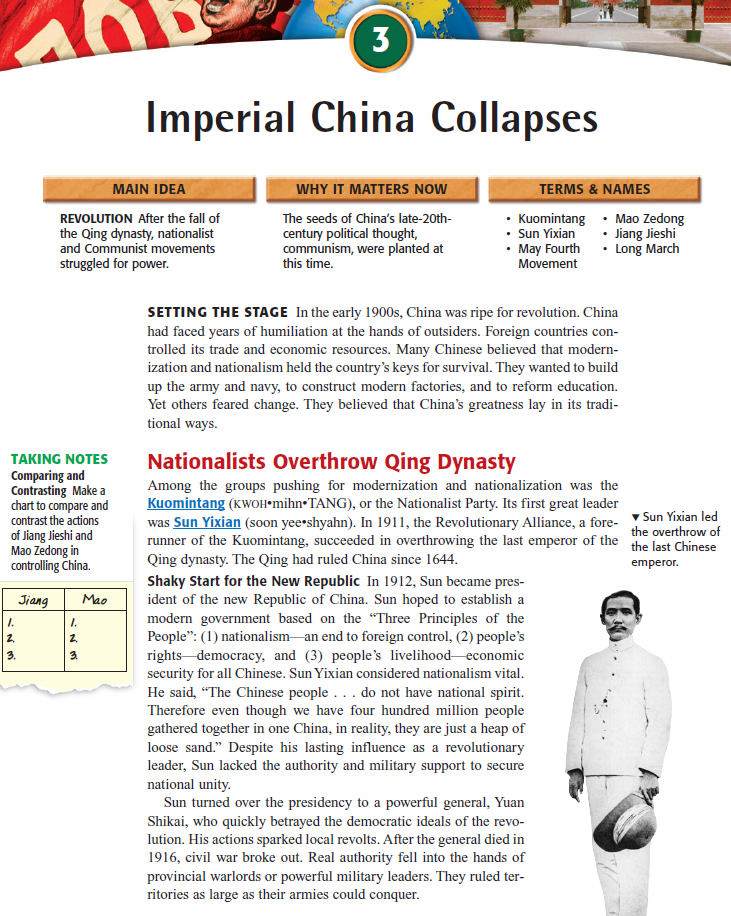 3
Imperial China Collapses
MAIN IDEA
WHY IT MATTERS NOW
TERMS & NAMES
REVOLUTION After the fall of
the Qing dynasty, nationalist
and Communist movements
struggled for power.
The seeds of China's late-20th-
century political thought,
communism, were planted at
this time.
• Kuomintang
• Sun Yixian
• May Fourth
Movement
• Mao Zedong
• Jiang Jieshi
• Long March
SETTING THE STAGE In the early 1900s, China was ripe for revolution. China
had faced years of humiliation at the hands of outsiders. Foreign countries con-
trolled its trade and economic resources. Many Chinese believed that modern-
ization and nationalism held the country's keys for survival. They wanted to build
up the army and navy, to construct modern factories, and to reform education.
Yet others feared change. They believed that China's greatness lay in its tradi-
tional ways.
TAKING NOTES
Comparing and
Contrasting Make a
chart to compare and
contrast the actions
of Jiang Jieshi and
Mao Zedong in
controlling China.
Jiang Mao
1. 1.
2. 2.
3. 3.
Nationalists Overthrow Qing Dynasty
Among the groups pushing for modernization and nationalization was the
Kuomintang (KWOH•mihn•TANG), or the Nationalist Party. Its first great leader
was Sun Yixian (soon yee•shyahn). In 1911, the Revolutionary Alliance, a fore-
runner of the Kuomintang, succeeded in overthrowing the last emperor of the
Qing dynasty. The Qing had ruled China since 1644.
Shaky Start for the New Republic In 1912, Sun became pres-
ident of the new Republic of China. Sun hoped to establish a
modern government based on the "Three Principles of the
People": (1) nationalism—an end to foreign control, (2) people's
rights—democracy, and (3) people's livelihood—economic
security for all Chinese. Sun Yixian considered nationalism vital.
He said, "The Chinese people . . . do not have national spirit.
Therefore even though we have four hundred million people
gathered together in one China, in reality, they are just a heap of
loose sand." Despite his lasting influence as a revolutionary
leader, Sun lacked the authority and military support to secure
national unity.
Sun turned over the presidency to a powerful general, Yuan
Shikai, who quickly betrayed the democratic ideals of the revo-
lution. His actions sparked local revolts. After the general died in
1916, civil war broke out. Real authority fell into the hands of
provincial warlords or powerful military leaders. They ruled ter-
ritories as large as their armies could conquer.
▼ Sun Yixian led
the overthrow of
the last Chinese
emperor.